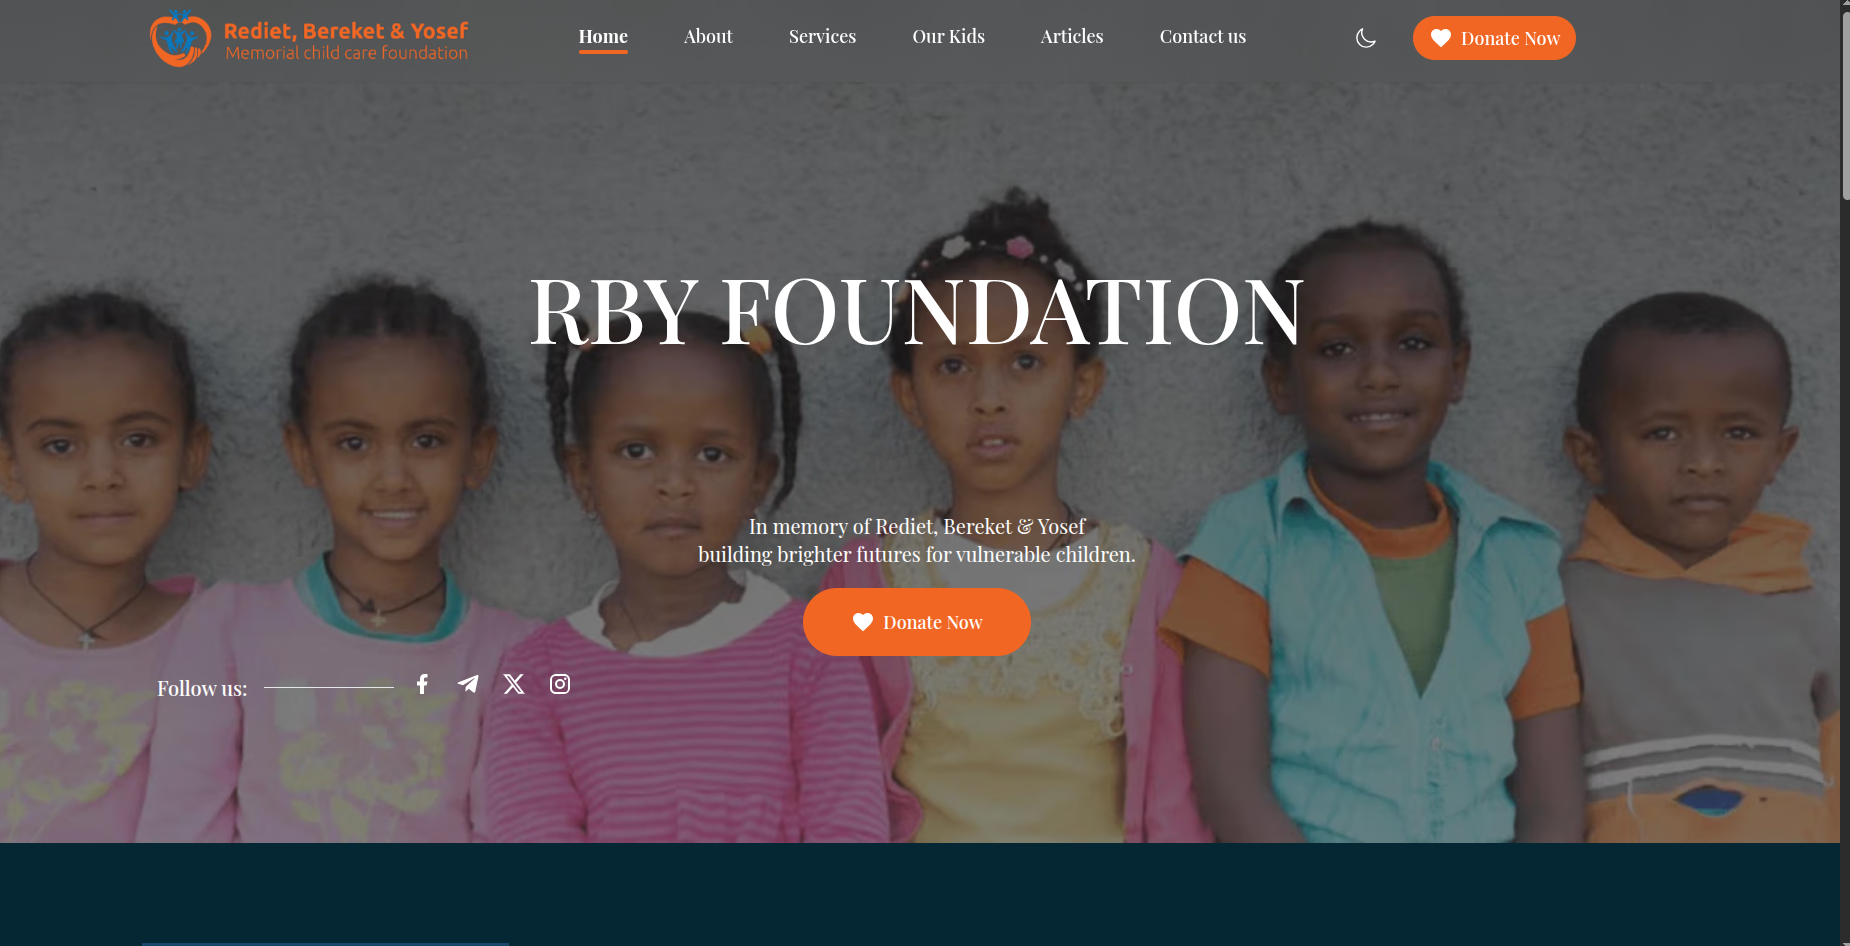 Rediet, Bereket & Yosef
Memorial child care foundation
Home
About
Services
Our Kids
Articles
Contact us
Donate Now
RBY FOUNDATION
In memory of Rediet, Bereket & Yosef
building brighter futures for vulnerable children.
Donate Now
Follow us: